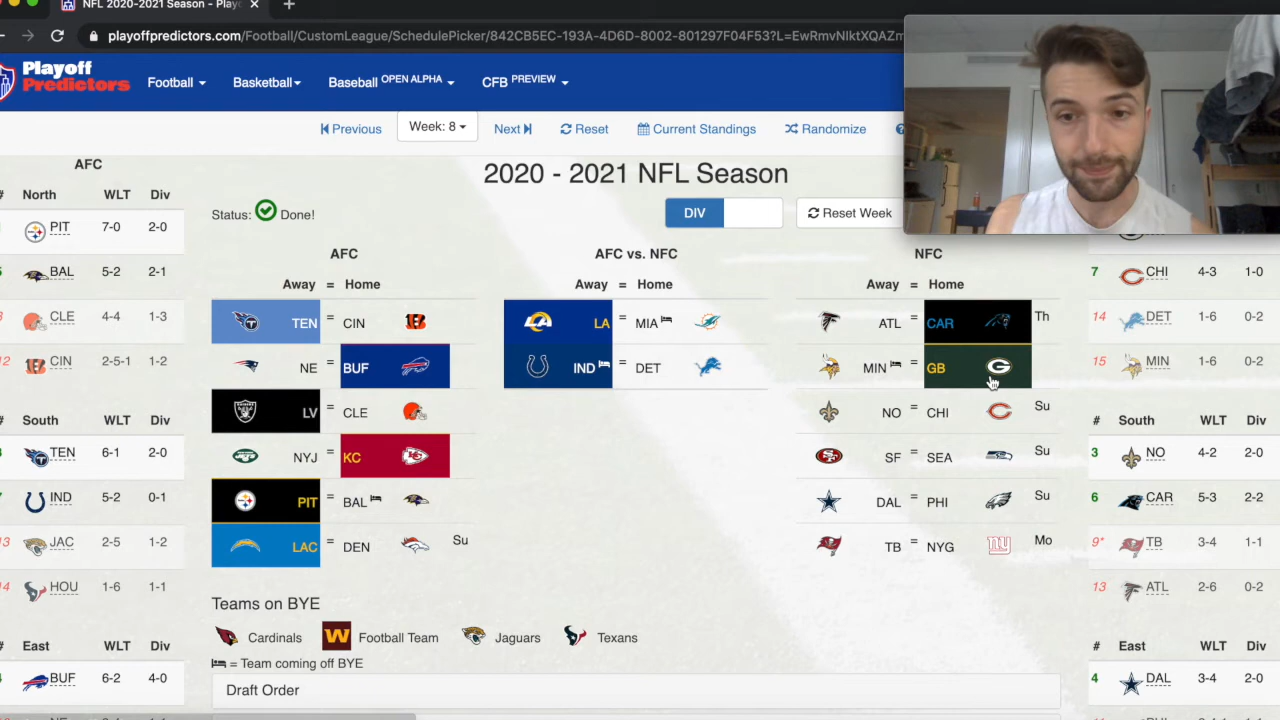 NFL 2020-2021 Season - Playo
playoffpredictors.com/Football/CustomLeague/SchedulePicker/842CB5EC-193A-4D6D-8002-801297F04F53?L=EwRmvNIktXQAZm
Playoff
Predictors
Football
Basketball
Baseball OPEN ALPHA
CFB PREVIEW
Previous
Week: 8
Next
Reset
Current Standings
Randomize
2020 - 2021 NFL Season
Status: Done!
DIV
Reset Week
AFC
# North WLT Div
PIT 7-0 2-0
BAL 5-2 2-1
CLE 4-4 1-3
12 CIN 2-5-1 1-2
# South WLT Div
TEN 6-1 2-0
IND 5-2 0-1
13 JAC 2-5 1-2
14 HOU 1-6 1-1
# East WLT Div
BUF 6-2 4-0
AFC
Away = Home
TEN = CIN
NE = BUF
LV = CLE
NYJ = KC
PIT = BAL
LAC = DEN Su
AFC vs. NFC
Away = Home
LA = MIA
IND = DET
NFC
Away = Home
ATL = CAR Th
MIN = GB
NO = CHI Su
SF = SEA Su
DAL = PHI Su
TB = NYG Mo
7 CHI 4-3 1-0
14 DET 1-6 0-2
15 MIN 1-6 0-2
# South WLT Div
3 NO 4-2 2-0
6 CAR 5-3 2-2
9* TB 3-4 1-1
13 ATL 2-6 0-2
# East WLT Div
4 DAL 3-4 2-0
Teams on BYE
Cardinals
W Football Team
Jaguars
Texans
= Team coming off BYE
Draft Order